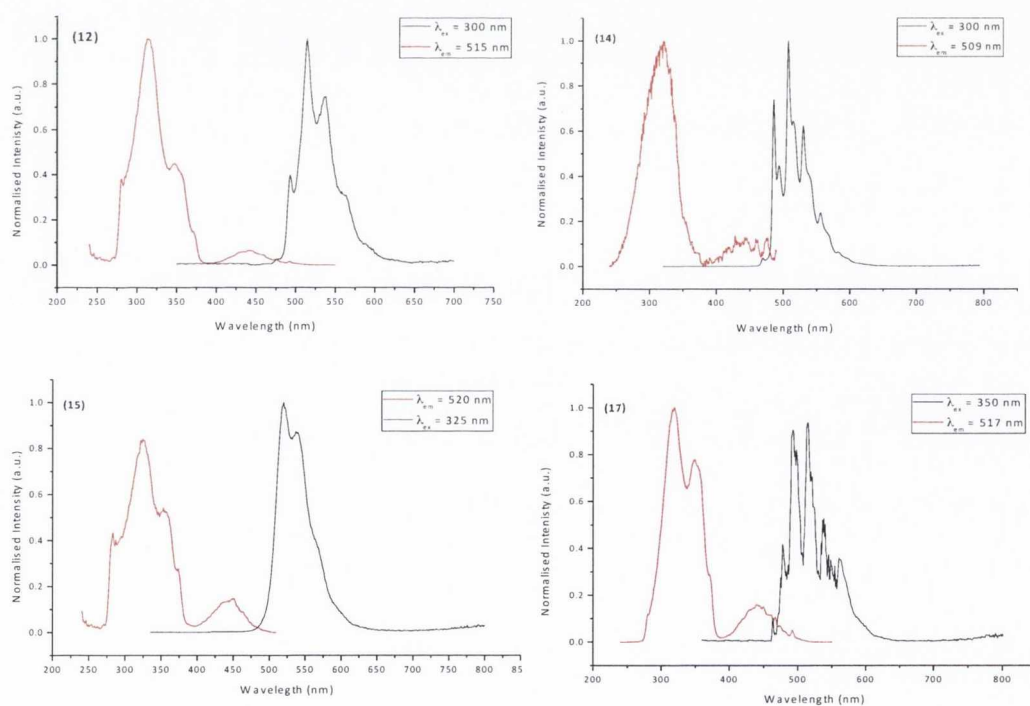 (12)
λex = 300 nm
λem = 515 nm
Normalised Intenisty (a.u.)
1.0
0.8
0.6
0.4
0.2
0.0
200 250 300 350 400 450 500 550 600 650 700 750
Wavelength (nm)
(14)
λex = 300 nm
λem = 509 nm
Normalised Intenisty (a.u.)
1.0
0.8
0.6
0.4
0.2
0.0
200 300 400 500 600 700 800
Wavelength (nm)
(15)
λem = 520 nm
λex = 325 nm
Normalised Intensity (a.u.)
1.0
0.8
0.6
0.4
0.2
0.0
200 250 300 350 400 450 500 550 600 650 700 750 800 85
Wavelegth (nm)
(17)
λex = 350 nm
λem = 517 nm
Normalised Intenisty (a.u.)
1.0
0.8
0.6
0.4
0.2
0.0
200 300 400 500 600 700 800
Wavelength (nm)